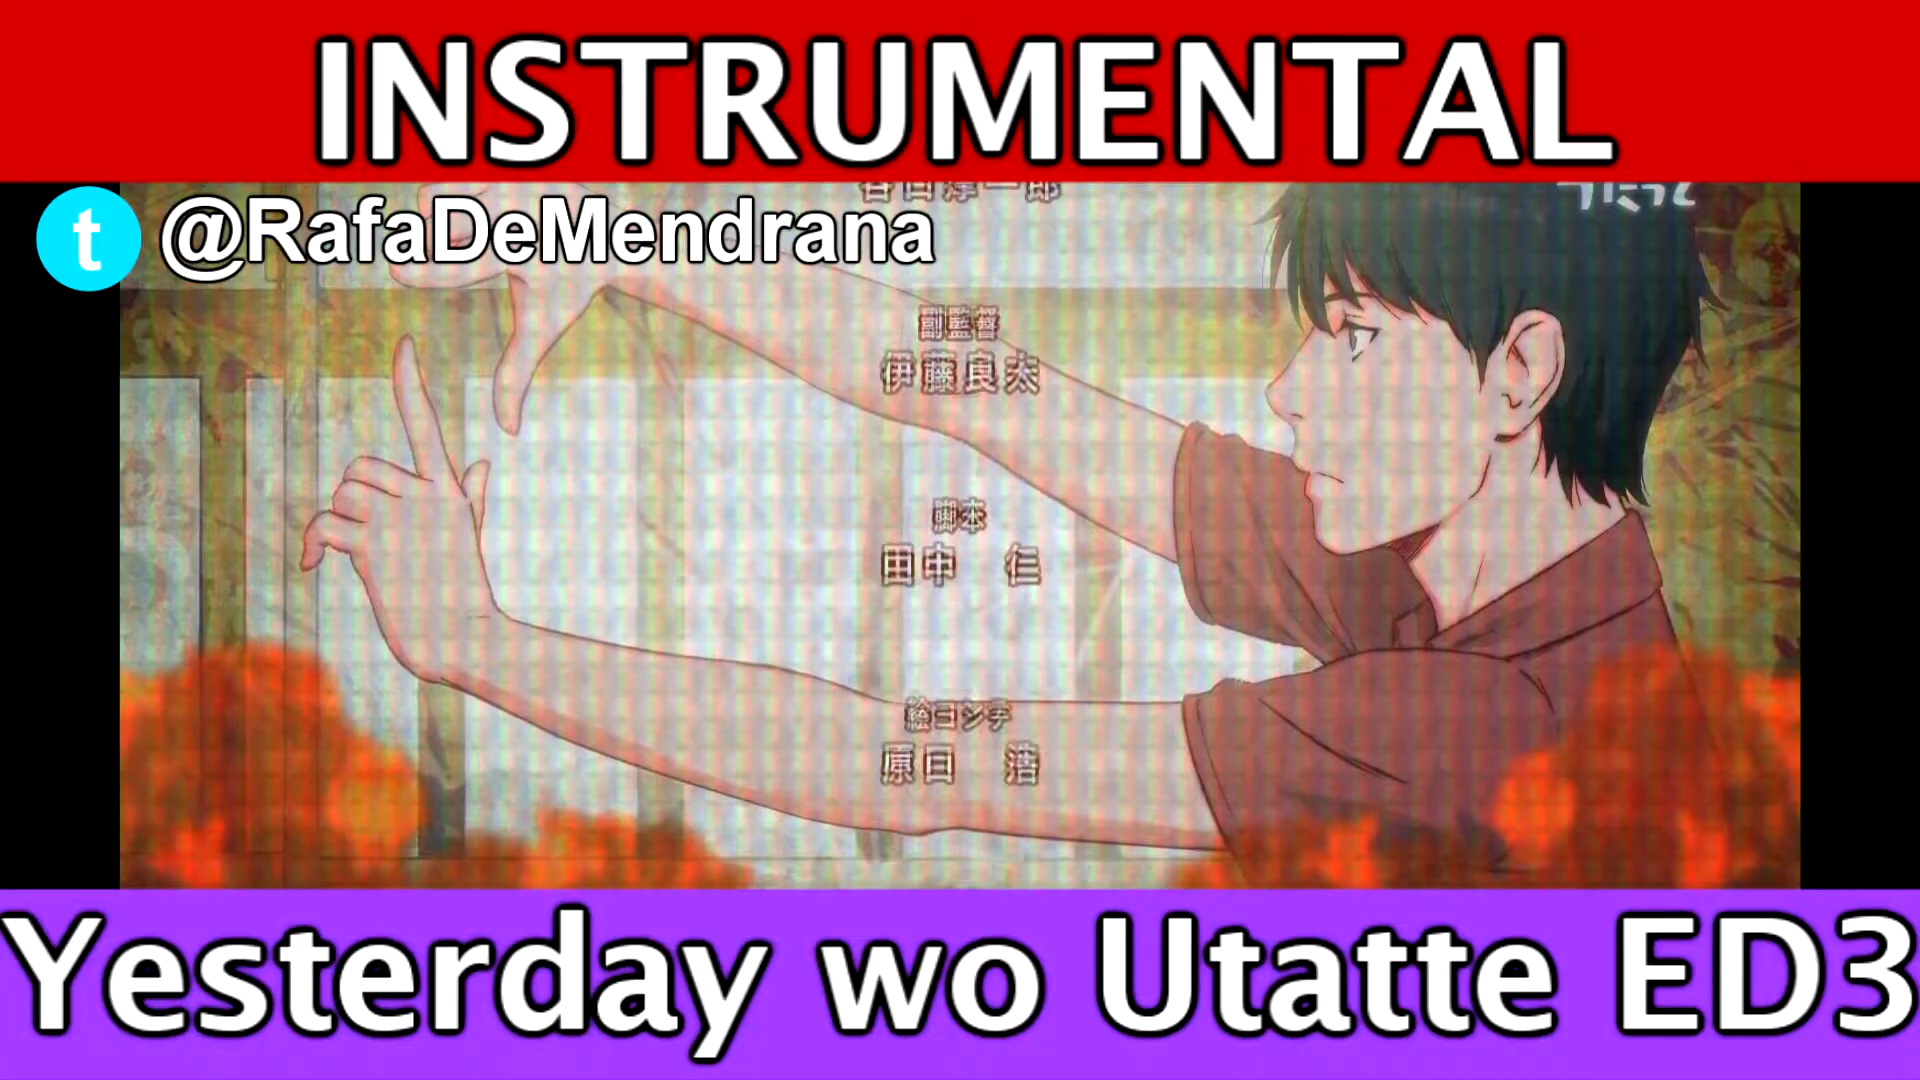 INSTRUMENTAL
t @RafaDeMendrana
副監督
伊藤良太
脚本
田中 仁
絵コンテ
原口 浩
Yesterday wo Utatte ED3